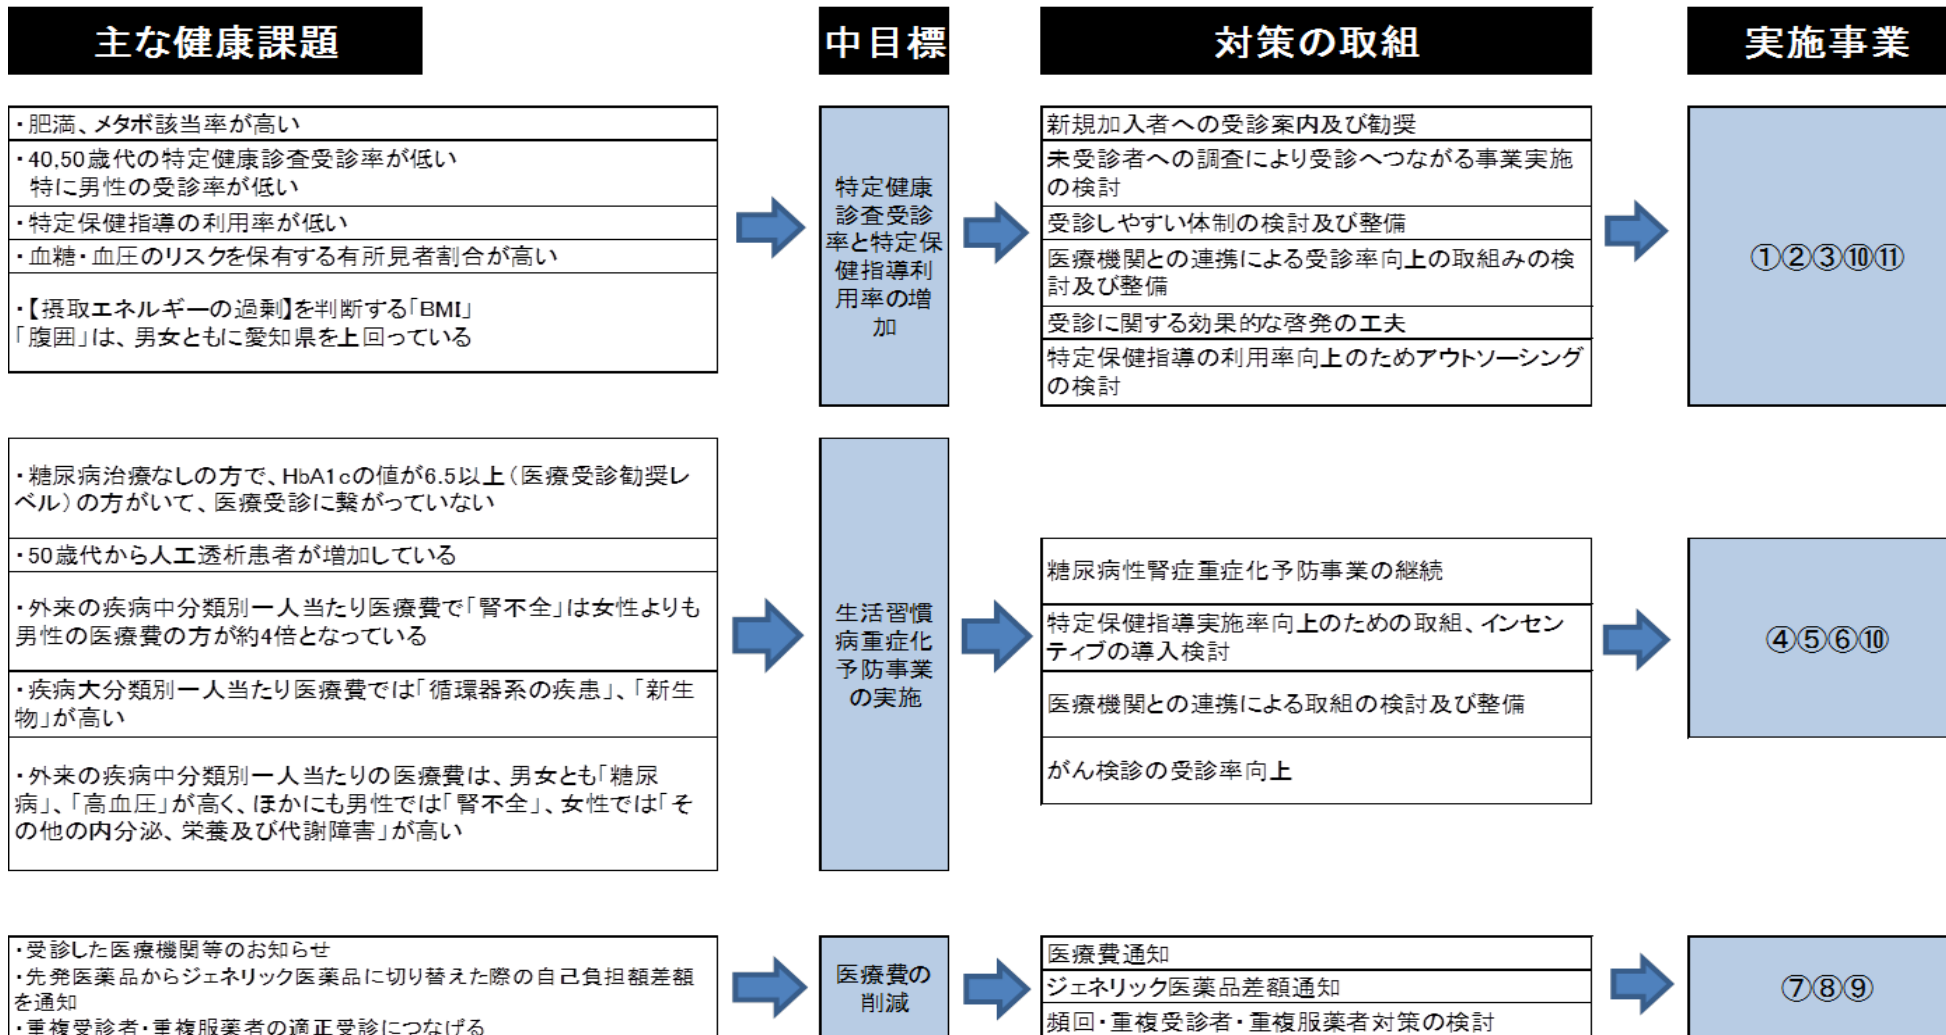 主な健康課題
中目標
対策の取組
実施事業
・肥満、メタボ該当率が高い
・40,50歳代の特定健康診査受診率が低い
特に男性の受診率が低い
・特定保健指導の利用率が低い
・血糖・血圧のリスクを保有する有所見者割合が高い
・【摂取エネルギーの過剰】を判断する「BMI」
「腹囲」は、男女ともに愛知県を上回っている
特定健康
診査受診
率と特定保
健指導利
用率の増
加
新規加入者への受診案内及び勧奨
未受診者への調査により受診へつながる事業実施
の検討
受診しやすい体制の検討及び整備
医療機関との連携による受診率向上の取組みの検
討及び整備
受診に関する効果的な啓発の工夫
特定保健指導の利用率向上のためアウトソーシング
の検討
①②③⑩⑪
・糖尿病治療なしの方で、HbA1cの値が6.5以上（医療受診勧奨レ
ベル）の方がいて、医療受診に繋がっていない
・50歳代から人工透析患者が増加している
・外来の疾病中分類別一人当たり医療費で「腎不全」は女性よりも
男性の医療費の方が約4倍となっている
・疾病大分類別一人当たり医療費では「循環器系の疾患」、「新生
物」が高い
・外来の疾病中分類別一人当たりの医療費は、男女とも「糖尿
病」、「高血圧」が高く、ほかにも男性では「腎不全」、女性では「そ
の他の内分泌、栄養及び代謝障害」が高い
生活習慣
病重症化
予防事業
の実施
糖尿病性腎症重症化予防事業の継続
特定保健指導実施率向上のための取組、インセン
ティブの導入検討
医療機関との連携による取組の検討及び整備
がん検診の受診率向上
④⑤⑥⑩
・受診した医療機関等のお知らせ
・先発医薬品からジェネリック医薬品に切り替えた際の自己負担額差額
を通知
・重複受診者・重複服薬者の適正受診につなげる
医療費の
削減
医療費通知
ジェネリック医薬品差額通知
頻回・重複受診者・重複服薬者対策の検討
⑦⑧⑨